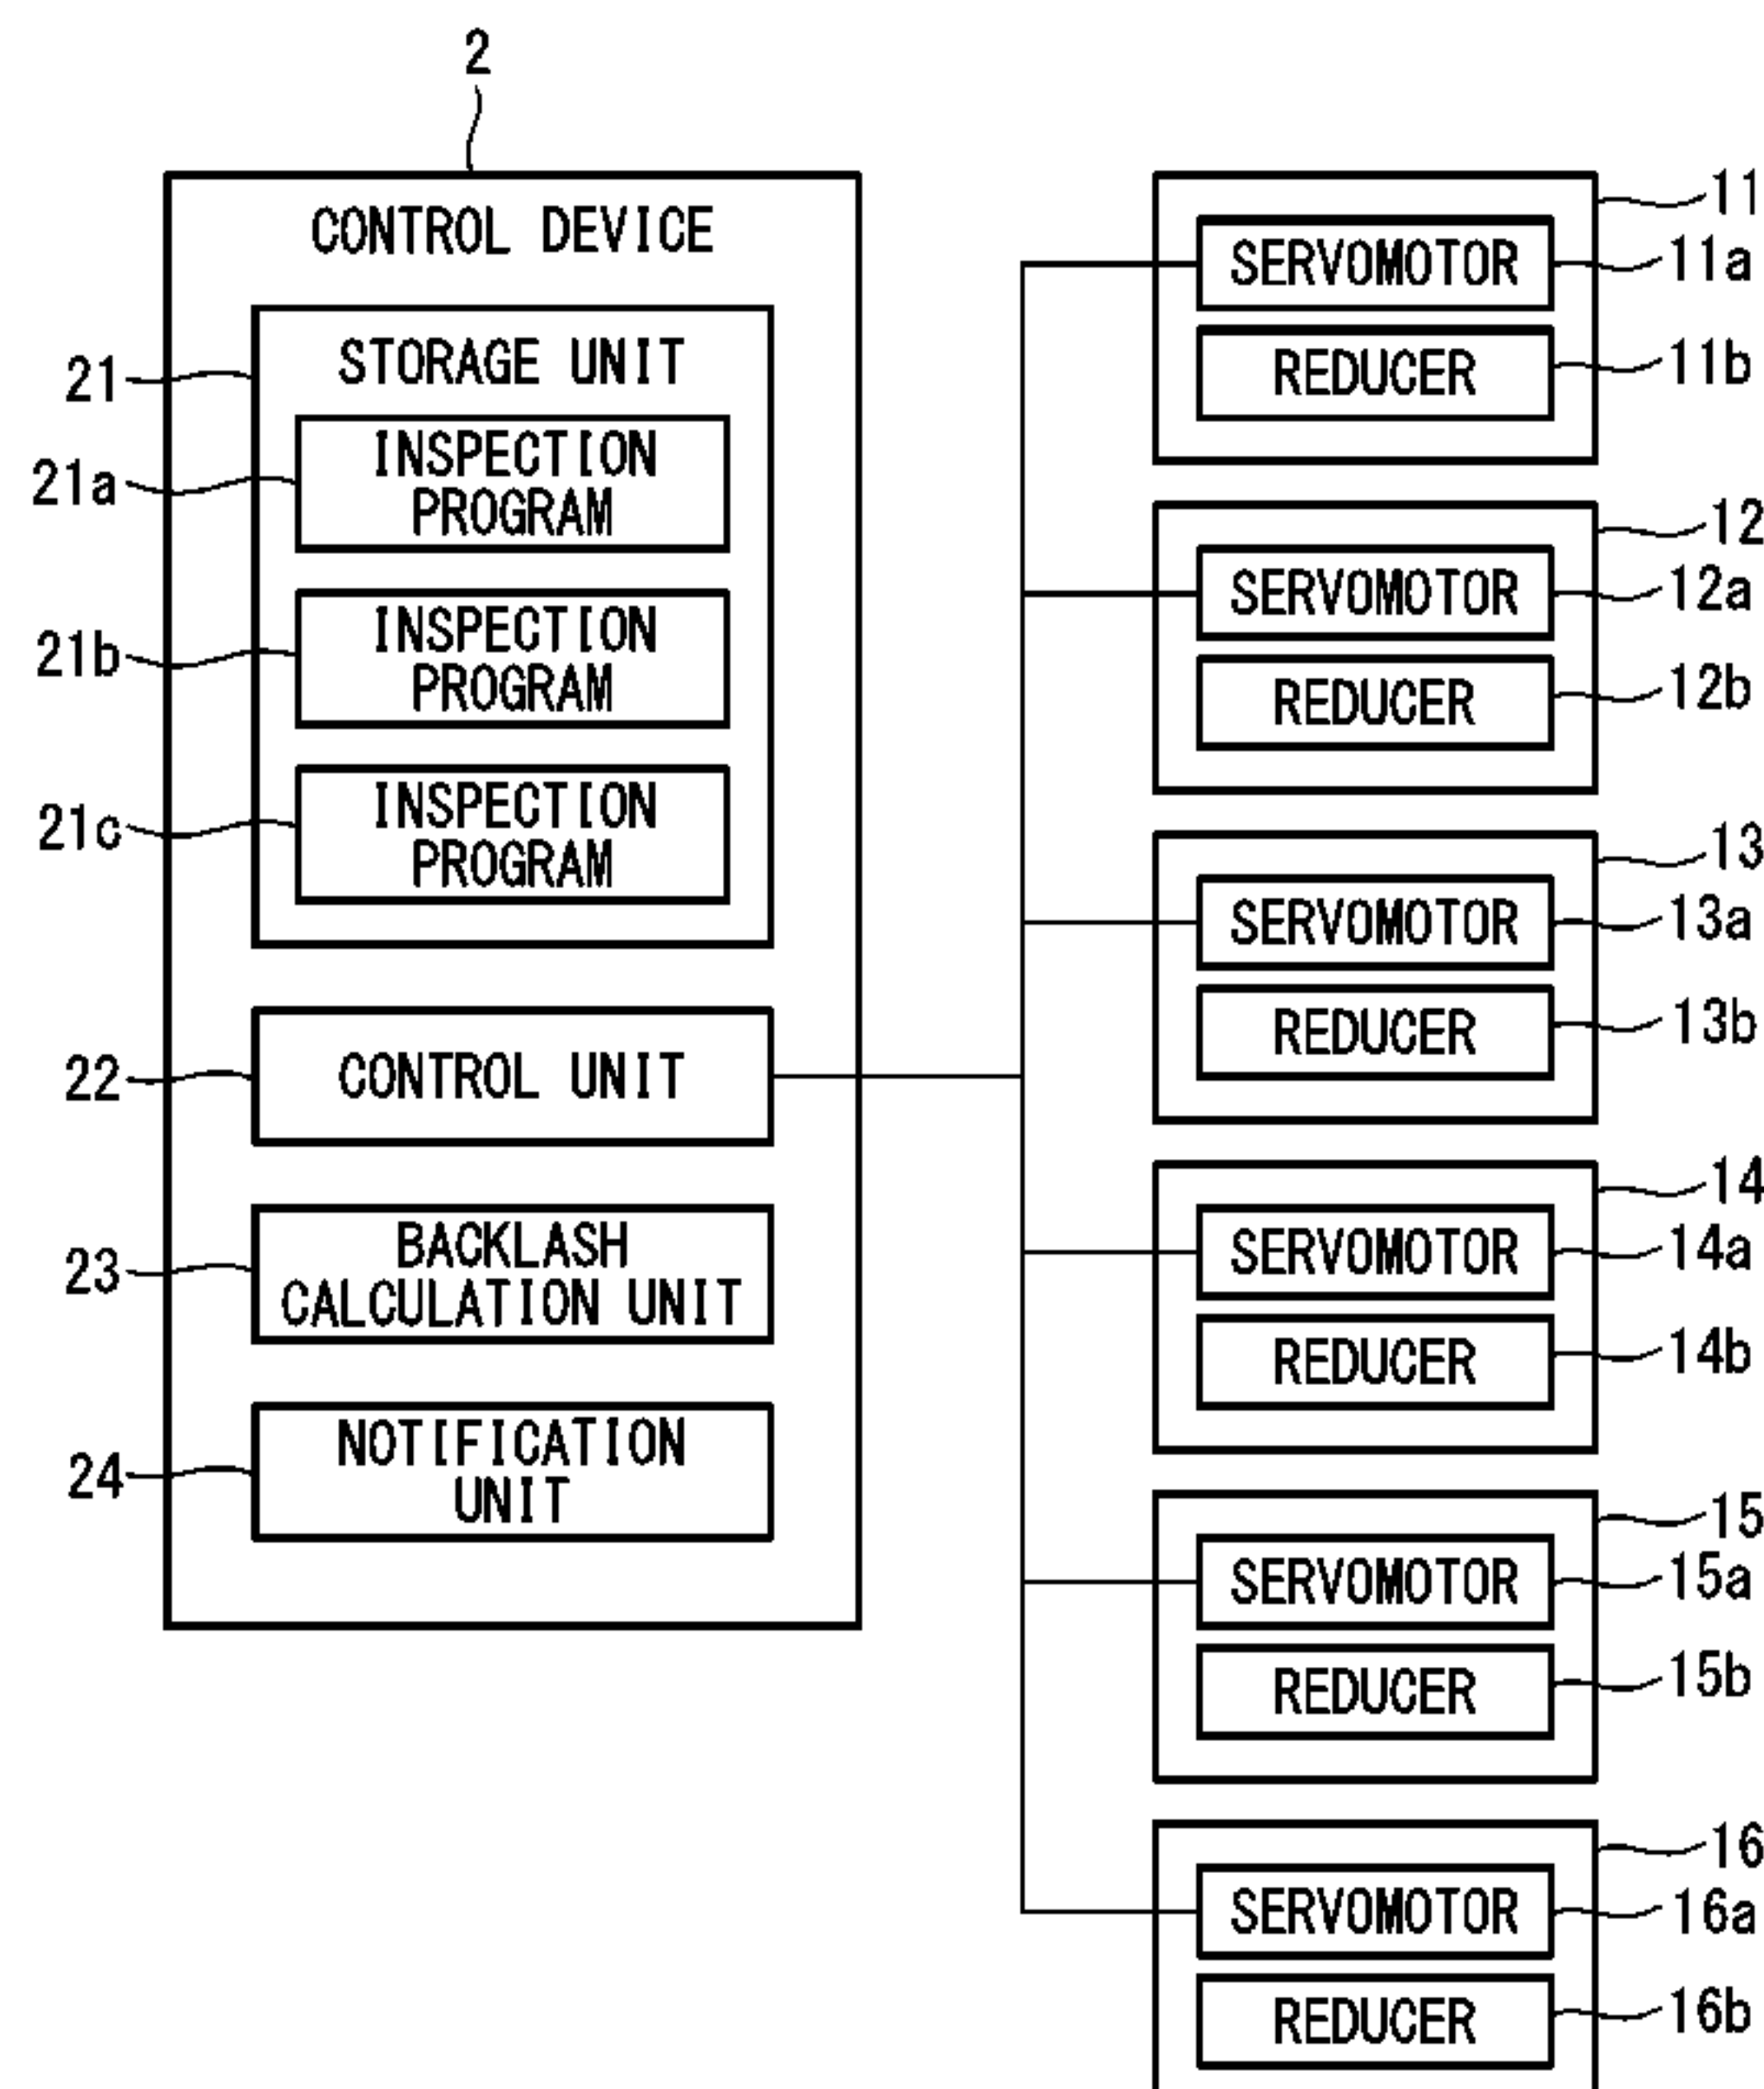 2
CONTROL DEVICE
21
STORAGE UNIT
21a
INSPECTION
PROGRAM
21b
INSPECTION
PROGRAM
21c
INSPECTION
PROGRAM
22
CONTROL UNIT
23
BACKLASH
CALCULATION UNIT
24
NOTIFICATION
UNIT
11
SERVOMOTOR
11a
REDUCER
11b
12
SERVOMOTOR
12a
REDUCER
12b
13
SERVOMOTOR
13a
REDUCER
13b
14
SERVOMOTOR
14a
REDUCER
14b
15
SERVOMOTOR
15a
REDUCER
15b
16
SERVOMOTOR
16a
REDUCER
16b